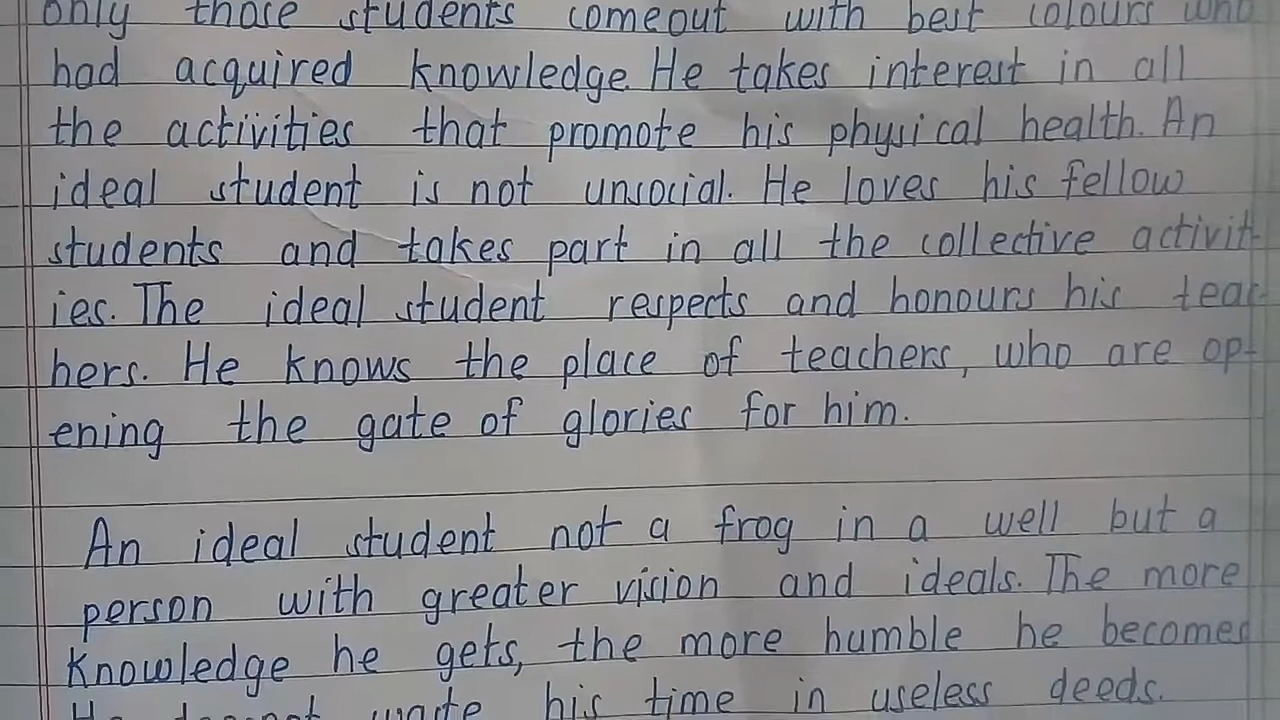 only those students comeout with best colours who
had acquired knowledge. He takes interest in all
the activities that promote his physical health. An
ideal student is not unsocial. He loves his fellow
students and takes part in all the collective activit-
ies. The ideal student respects and honours his teac
hers. He knows the place of teachers, who are op-
ening the gate of glories for him.
An ideal student not a frog in a well but a
person with greater vision and ideals. The more
Knowledge he gets, the more humble he becomes
He doesnot waste his time in useless deeds.